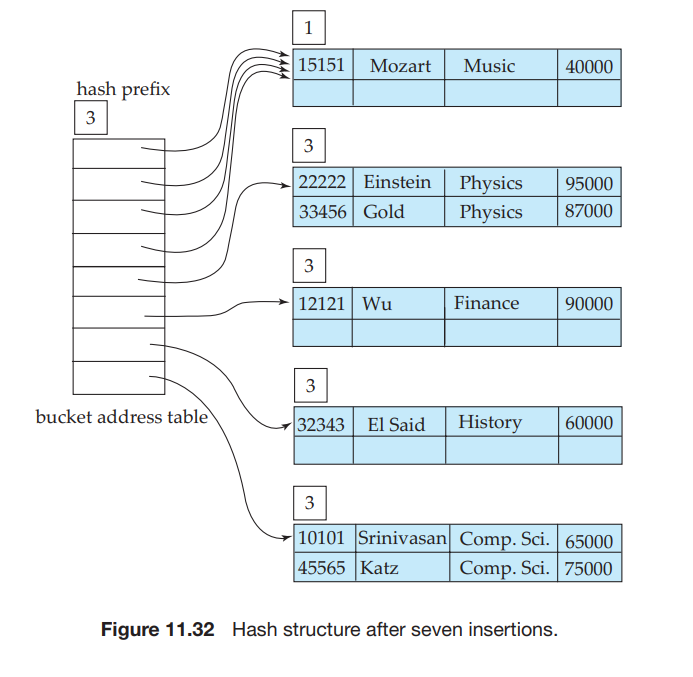 1
15151 Mozart Music 40000
hash prefix
3
3
22222 Einstein Physics 95000
33456 Gold Physics 87000
3
12121 Wu Finance 90000
3
bucket address table
32343 El Said History 60000
3
10101 Srinivasan Comp. Sci. 65000
45565 Katz Comp. Sci. 75000
Figure 11.32 Hash structure after seven insertions.